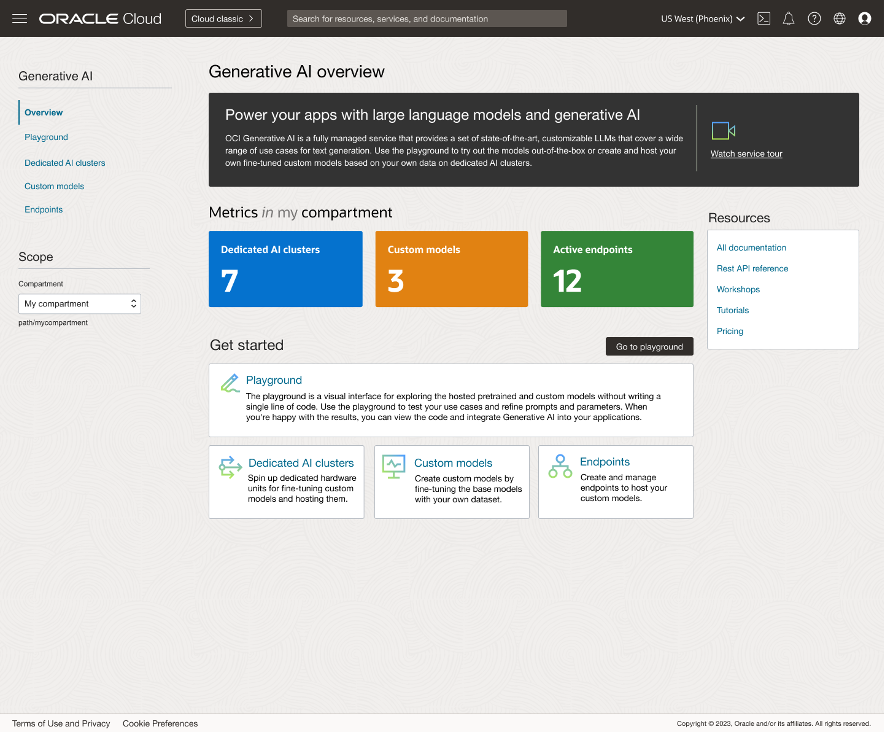 ORACLE Cloud
Cloud classic
Search for resources, services, and documentation
US West (Phoenix)
Generative AI
Overview
Playground
Dedicated AI clusters
Custom models
Endpoints
Scope
Compartment
My compartment
path/mycompartment
Generative AI overview
Power your apps with large language models and generative AI
OCI Generative AI is a fully managed service that provides a set of state-of-the-art, customizable LLMs that cover a wide
range of use cases for text generation. Use the playground to try out the models out-of-the-box or create and host your
own fine-tuned custom models based on your own data on dedicated AI clusters.
Watch service tour
Metrics in my compartment
Dedicated AI clusters
7
Custom models
3
Active endpoints
12
Resources
All documentation
Rest API reference
Workshops
Tutorials
Pricing
Get started
Go to playground
Playground
The playground is a visual interface for exploring the hosted pretrained and custom models without writing a
single line of code. Use the playground to test your use cases and refine prompts and parameters. When
you're happy with the results, you can view the code and integrate Generative AI into your applications.
Dedicated AI clusters
Spin up dedicated hardware
units for fine-tuning custom
models and hosting them.
Custom models
Create custom models by
fine-tuning the base models
with your own dataset.
Endpoints
Create and manage
endpoints to host your
custom models.
Terms of Use and Privacy
Cookie Preferences
Copyright © 2023, Oracle and/or its affiliates. All rights reserved.